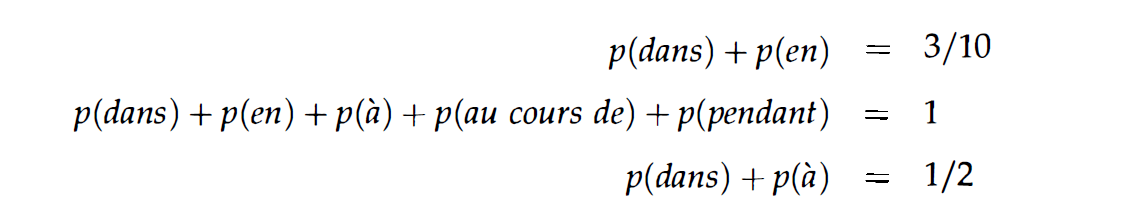 p(dans) + p(en) = 3/10
p(dans) + p(en) + p(à) + p(au cours de) + p(pendant) = 1
p(dans) + p(à) = 1/2